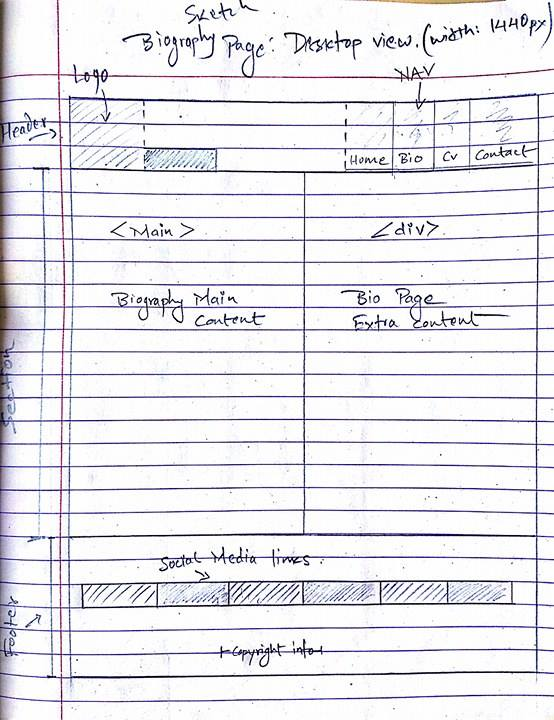 Sketch
Biography Page: Desktop view. (width: 1440px)
Logo
NAV
Header
Home Bio Cv Contact
<Main>
<div>
Biography Main
Content
Bio Page
Extra Content
Section
Social Media links.
Footer
Copyright info